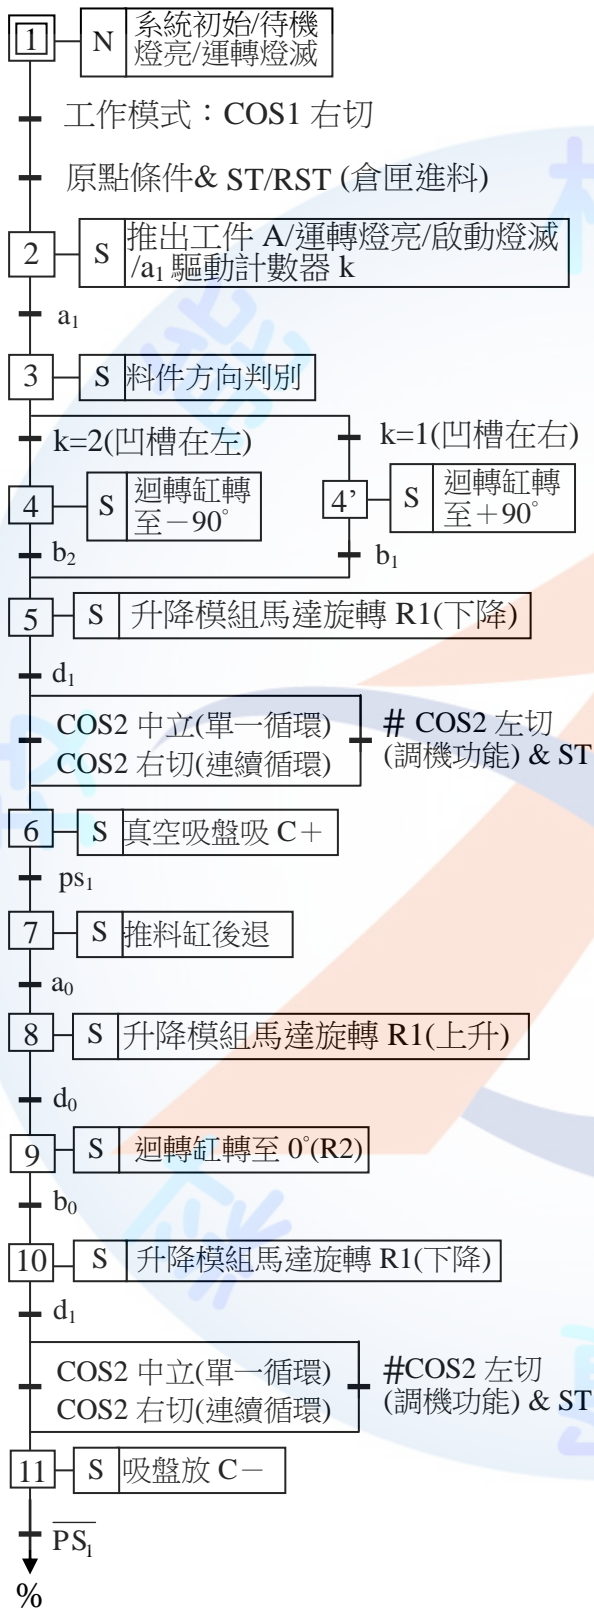 1
N
系統初始/待機
燈亮/運轉燈滅
工作模式：COS1 右切
原點條件& ST/RST (倉匣進料)
2
S
推出工件 A/運轉燈亮/啟動燈滅
/a₁ 驅動計數器 k
a₁
3
S
料件方向判別
k=2(凹槽在左)
k=1(凹槽在右)
4
S
迴轉缸轉
至－90°
4’
S
迴轉缸轉
至＋90°
b₂
b₁
5
S
升降模組馬達旋轉 R1(下降)
d₁
COS2 中立(單一循環)
COS2 右切(連續循環)
# COS2 左切
(調機功能) & ST
6
S
真空吸盤吸 C＋
ps₁
7
S
推料缸後退
a₀
8
S
升降模組馬達旋轉 R1(上升)
d₀
9
S
迴轉缸轉至 0°(R2)
b₀
10
S
升降模組馬達旋轉 R1(下降)
d₁
COS2 中立(單一循環)
COS2 右切(連續循環)
#COS2 左切
(調機功能) & ST
11
S
吸盤放 C－
P̅S̅₁̅
%